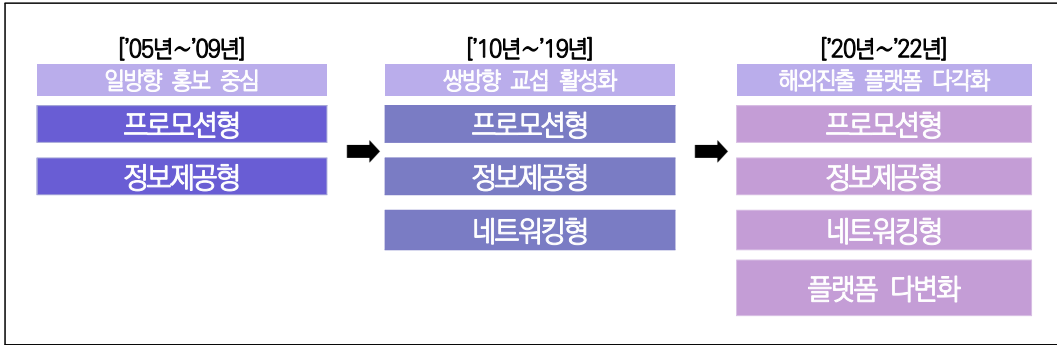 ['05년~'09년]
일방향 홍보 중심
프로모션형
정보제공형
['10년~'19년]
쌍방향 교섭 활성화
프로모션형
정보제공형
네트워킹형
['20년~'22년]
해외진출 플랫폼 다각화
프로모션형
정보제공형
네트워킹형
플랫폼 다변화